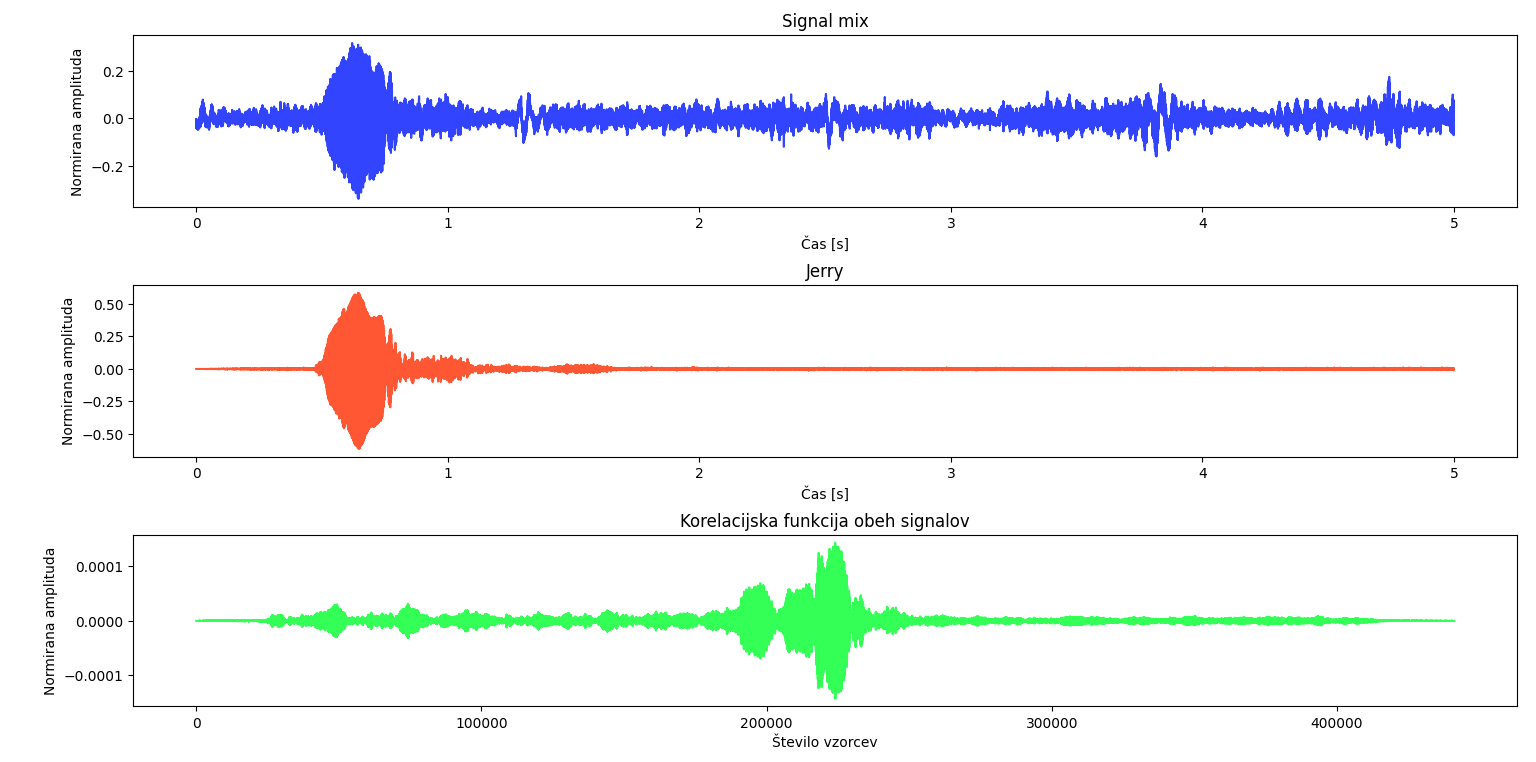 Signal mix
Normirana amplituda
0.2
0.0
−0.2
0 1 2 3 4 5
Čas [s]
Jerry
Normirana amplituda
0.50
0.25
0.00
−0.25
−0.50
0 1 2 3 4 5
Čas [s]
Korelacijska funkcija obeh signalov
Normirana amplituda
0.0001
0.0000
−0.0001
0 100000 200000 300000 400000
Število vzorcev